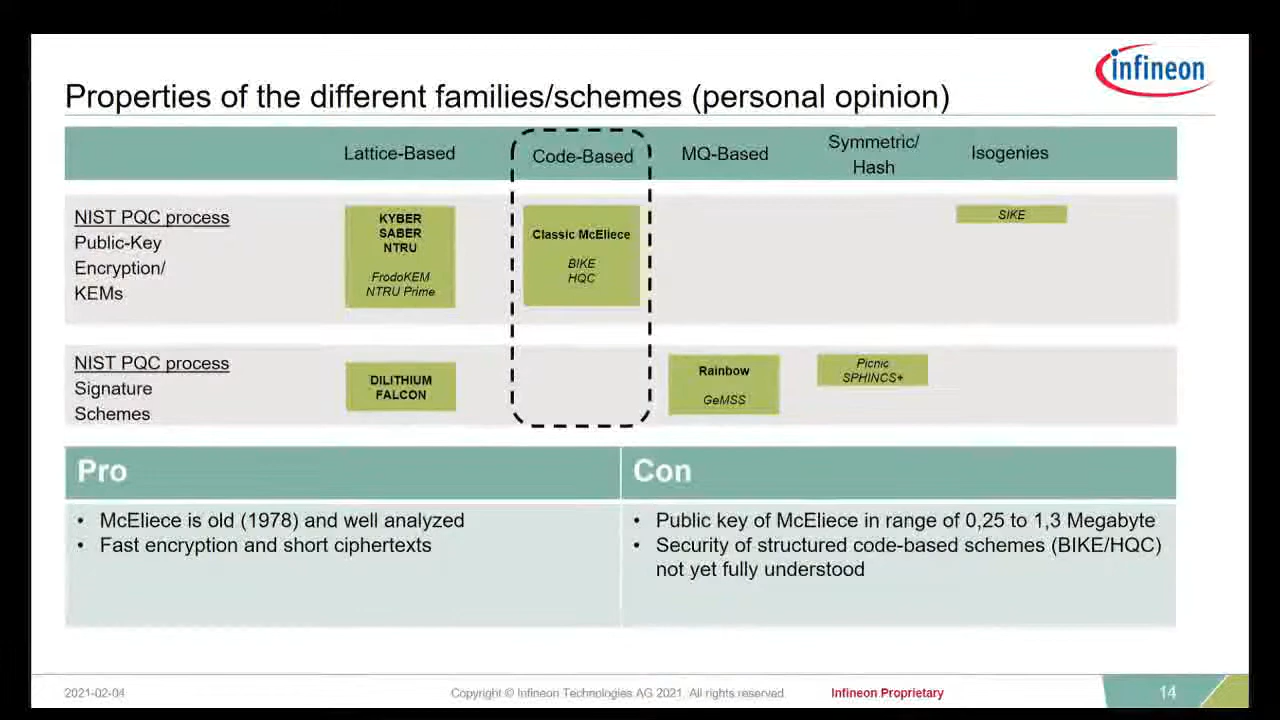 infineon
Properties of the different families/schemes (personal opinion)
Lattice-Based
Code-Based
MQ-Based
Symmetric/
Hash
Isogenies
NIST PQC process
Public-Key
Encryption/
KEMs
KYBER
SABER
NTRU
FrodoKEM
NTRU Prime
Classic McEliece
BIKE
HQC
SIKE
NIST PQC process
Signature
Schemes
DILITHIUM
FALCON
Rainbow
GeMSS
Picnic
SPHINCS+
Pro
• McEliece is old (1978) and well analyzed
• Fast encryption and short ciphertexts
Con
• Public key of McEliece in range of 0,25 to 1,3 Megabyte
• Security of structured code-based schemes (BIKE/HQC)
not yet fully understood
2021-02-04
Copyright © Infineon Technologies AG 2021. All rights reserved.
Infineon Proprietary
14